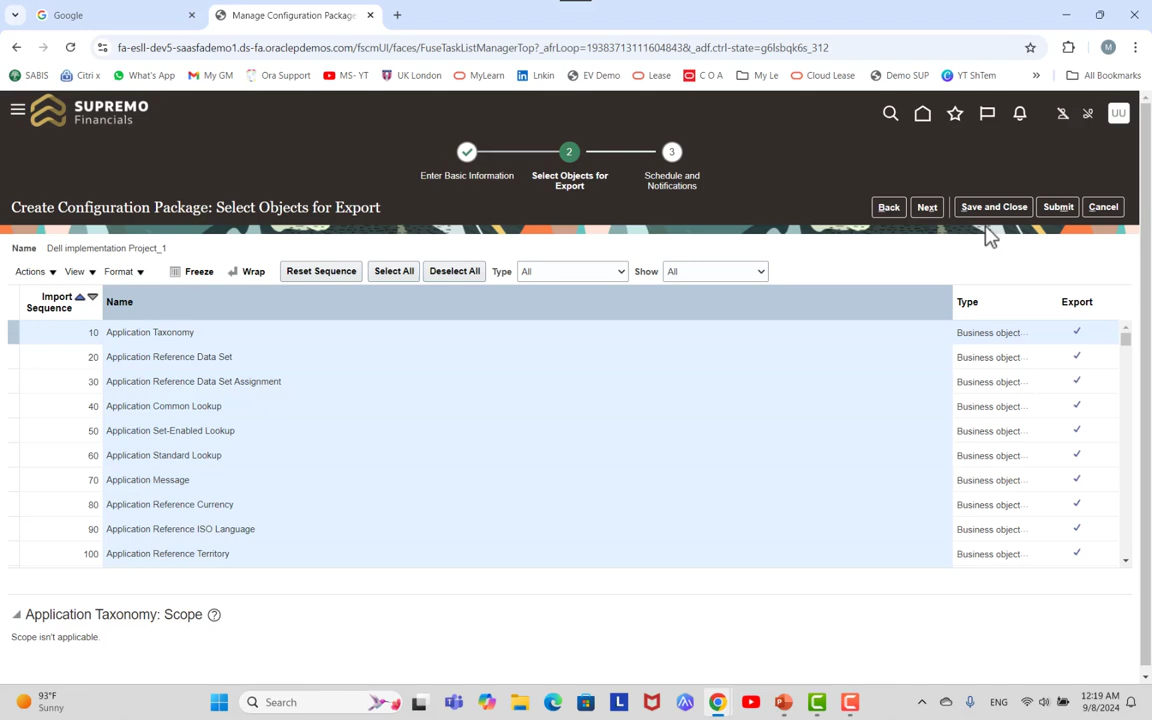 Google
Manage Configuration Package
fa-esll-dev5-saasfademo1.ds-fa.oraclepdemos.com/fscmUI/faces/FuseTaskListManagerTop?_afrLoop=19383713111604843&_adf.ctrl-state=g6lsbqk6s_312
M
SABIS
Citri x
What's App
My GM
Ora Support
MS- YT
UK London
MyLearn
Lnkin
EV Demo
Lease
C O A
My Le
Cloud Lease
Demo SUP
YT ShTem
All Bookmarks
SUPREMO
Financials
UU
2
3
Enter Basic Information
Select Objects for
Export
Schedule and
Notifications
Create Configuration Package: Select Objects for Export
Back
Next
Save and Close
Submit
Cancel
Name Dell implementation Project_1
Actions
View
Format
Freeze
Wrap
Reset Sequence
Select All
Deselect All
Type All
Show All
Import
Sequence
Name
Type
Export
10 Application Taxonomy Business object...
20 Application Reference Data Set Business object...
30 Application Reference Data Set Assignment Business object...
40 Application Common Lookup Business object...
50 Application Set-Enabled Lookup Business object...
60 Application Standard Lookup Business object...
70 Application Message Business object...
80 Application Reference Currency Business object...
90 Application Reference ISO Language Business object...
100 Application Reference Territory Business object...
Application Taxonomy: Scope ?
Scope isn't applicable.
93°F
Sunny
Search
L
ENG
12:19 AM
9/8/2024